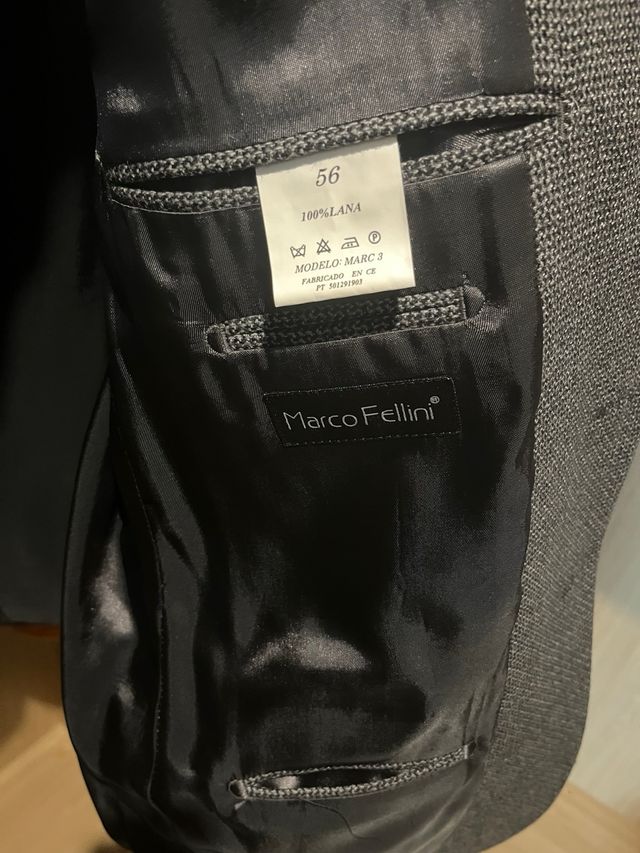 56
100%LANA
P
MODELO: MARC 3
FABRICADO EN CE
PT 501291903
Marco Fellini®